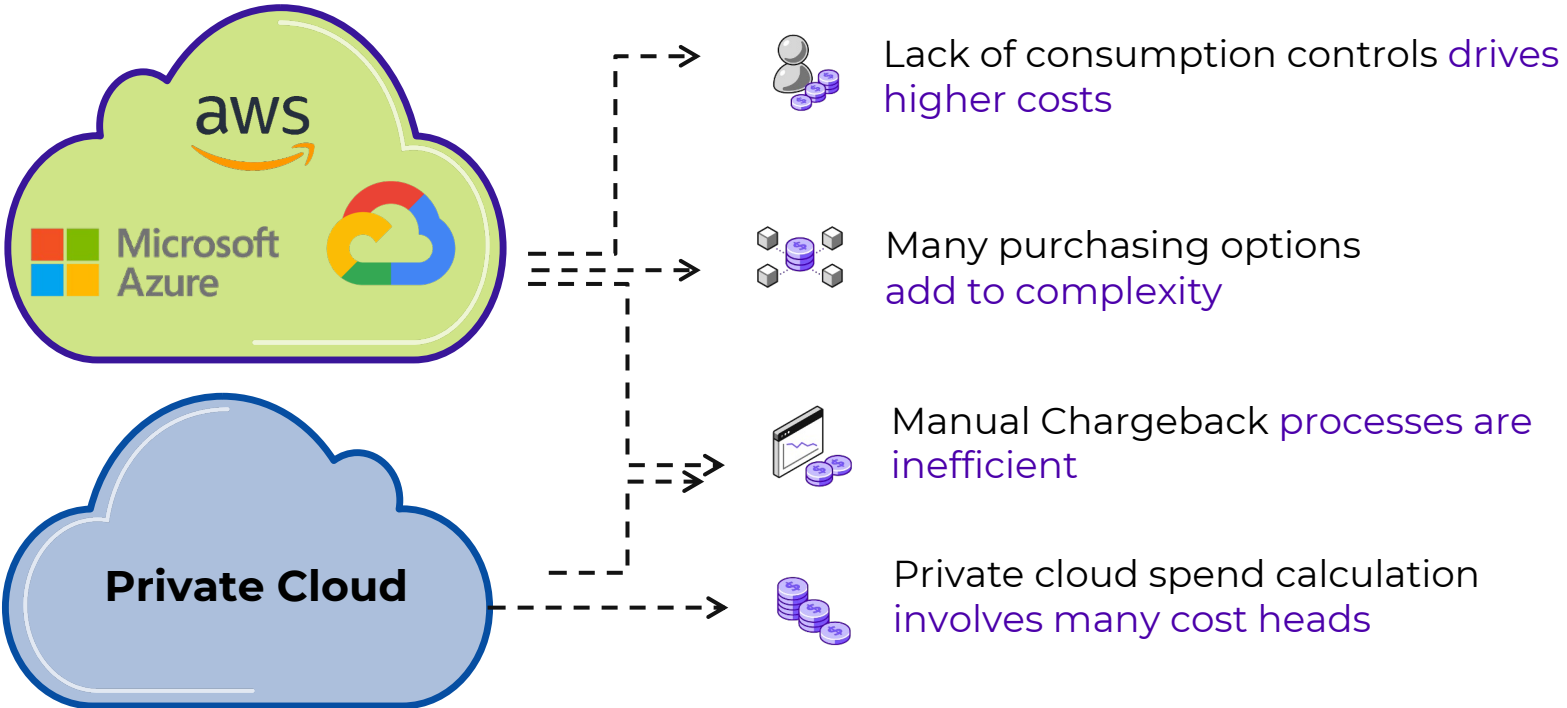 aws
Microsoft
Azure
Private Cloud
Lack of consumption controls drives
higher costs
Many purchasing options
add to complexity
Manual Chargeback processes are
inefficient
Private cloud spend calculation
involves many cost heads